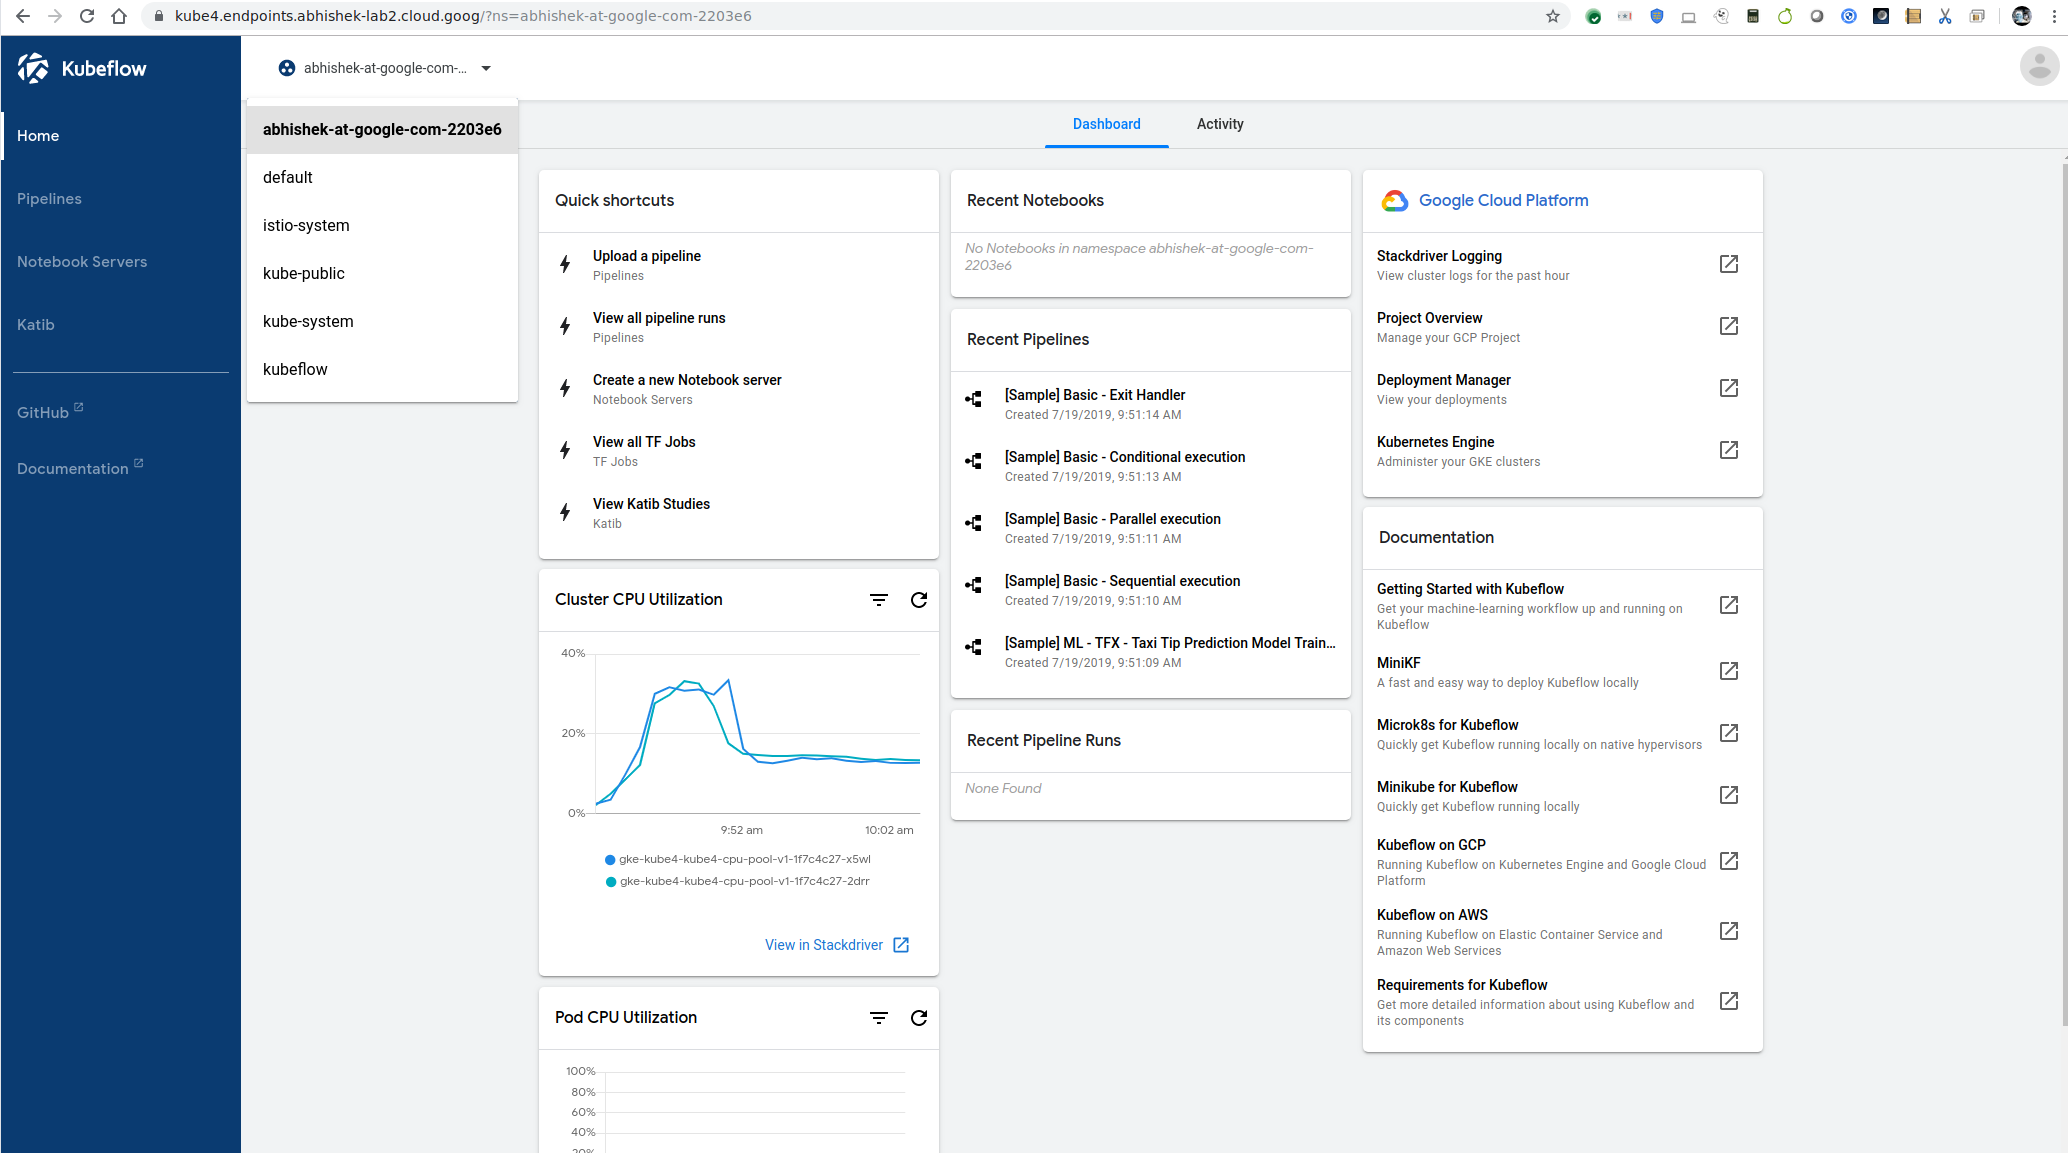 kube4.endpoints.abhishek-lab2.cloud.goog/?ns=abhishek-at-google-com-2203e6
Kubeflow
abhishek-at-google-com-...
Home
Pipelines
Notebook Servers
Katib
GitHub
Documentation
abhishek-at-google-com-2203e6
default
istio-system
kube-public
kube-system
kubeflow
Dashboard
Activity
Quick shortcuts
Upload a pipeline
Pipelines
View all pipeline runs
Pipelines
Create a new Notebook server
Notebook Servers
View all TF Jobs
TF Jobs
View Katib Studies
Katib
Cluster CPU Utilization
40%
20%
0%
9:52 am
10:02 am
gke-kube4-kube4-cpu-pool-v1-1f7c4c27-x5wl
gke-kube4-kube4-cpu-pool-v1-1f7c4c27-2drr
View in Stackdriver
Pod CPU Utilization
100%
80%
60%
40%
20%
Recent Notebooks
No Notebooks in namespace abhishek-at-google-com-
2203e6
Recent Pipelines
[Sample] Basic - Exit Handler
Created 7/19/2019, 9:51:14 AM
[Sample] Basic - Conditional execution
Created 7/19/2019, 9:51:13 AM
[Sample] Basic - Parallel execution
Created 7/19/2019, 9:51:11 AM
[Sample] Basic - Sequential execution
Created 7/19/2019, 9:51:10 AM
[Sample] ML - TFX - Taxi Tip Prediction Model Train...
Created 7/19/2019, 9:51:09 AM
Recent Pipeline Runs
None Found
Google Cloud Platform
Stackdriver Logging
View cluster logs for the past hour
Project Overview
Manage your GCP Project
Deployment Manager
View your deployments
Kubernetes Engine
Administer your GKE clusters
Documentation
Getting Started with Kubeflow
Get your machine-learning workflow up and running on
Kubeflow
MiniKF
A fast and easy way to deploy Kubeflow locally
Microk8s for Kubeflow
Quickly get Kubeflow running locally on native hypervisors
Minikube for Kubeflow
Quickly get Kubeflow running locally
Kubeflow on GCP
Running Kubeflow on Kubernetes Engine and Google Cloud
Platform
Kubeflow on AWS
Running Kubeflow on Elastic Container Service and
Amazon Web Services
Requirements for Kubeflow
Get more detailed information about using Kubeflow and
its components